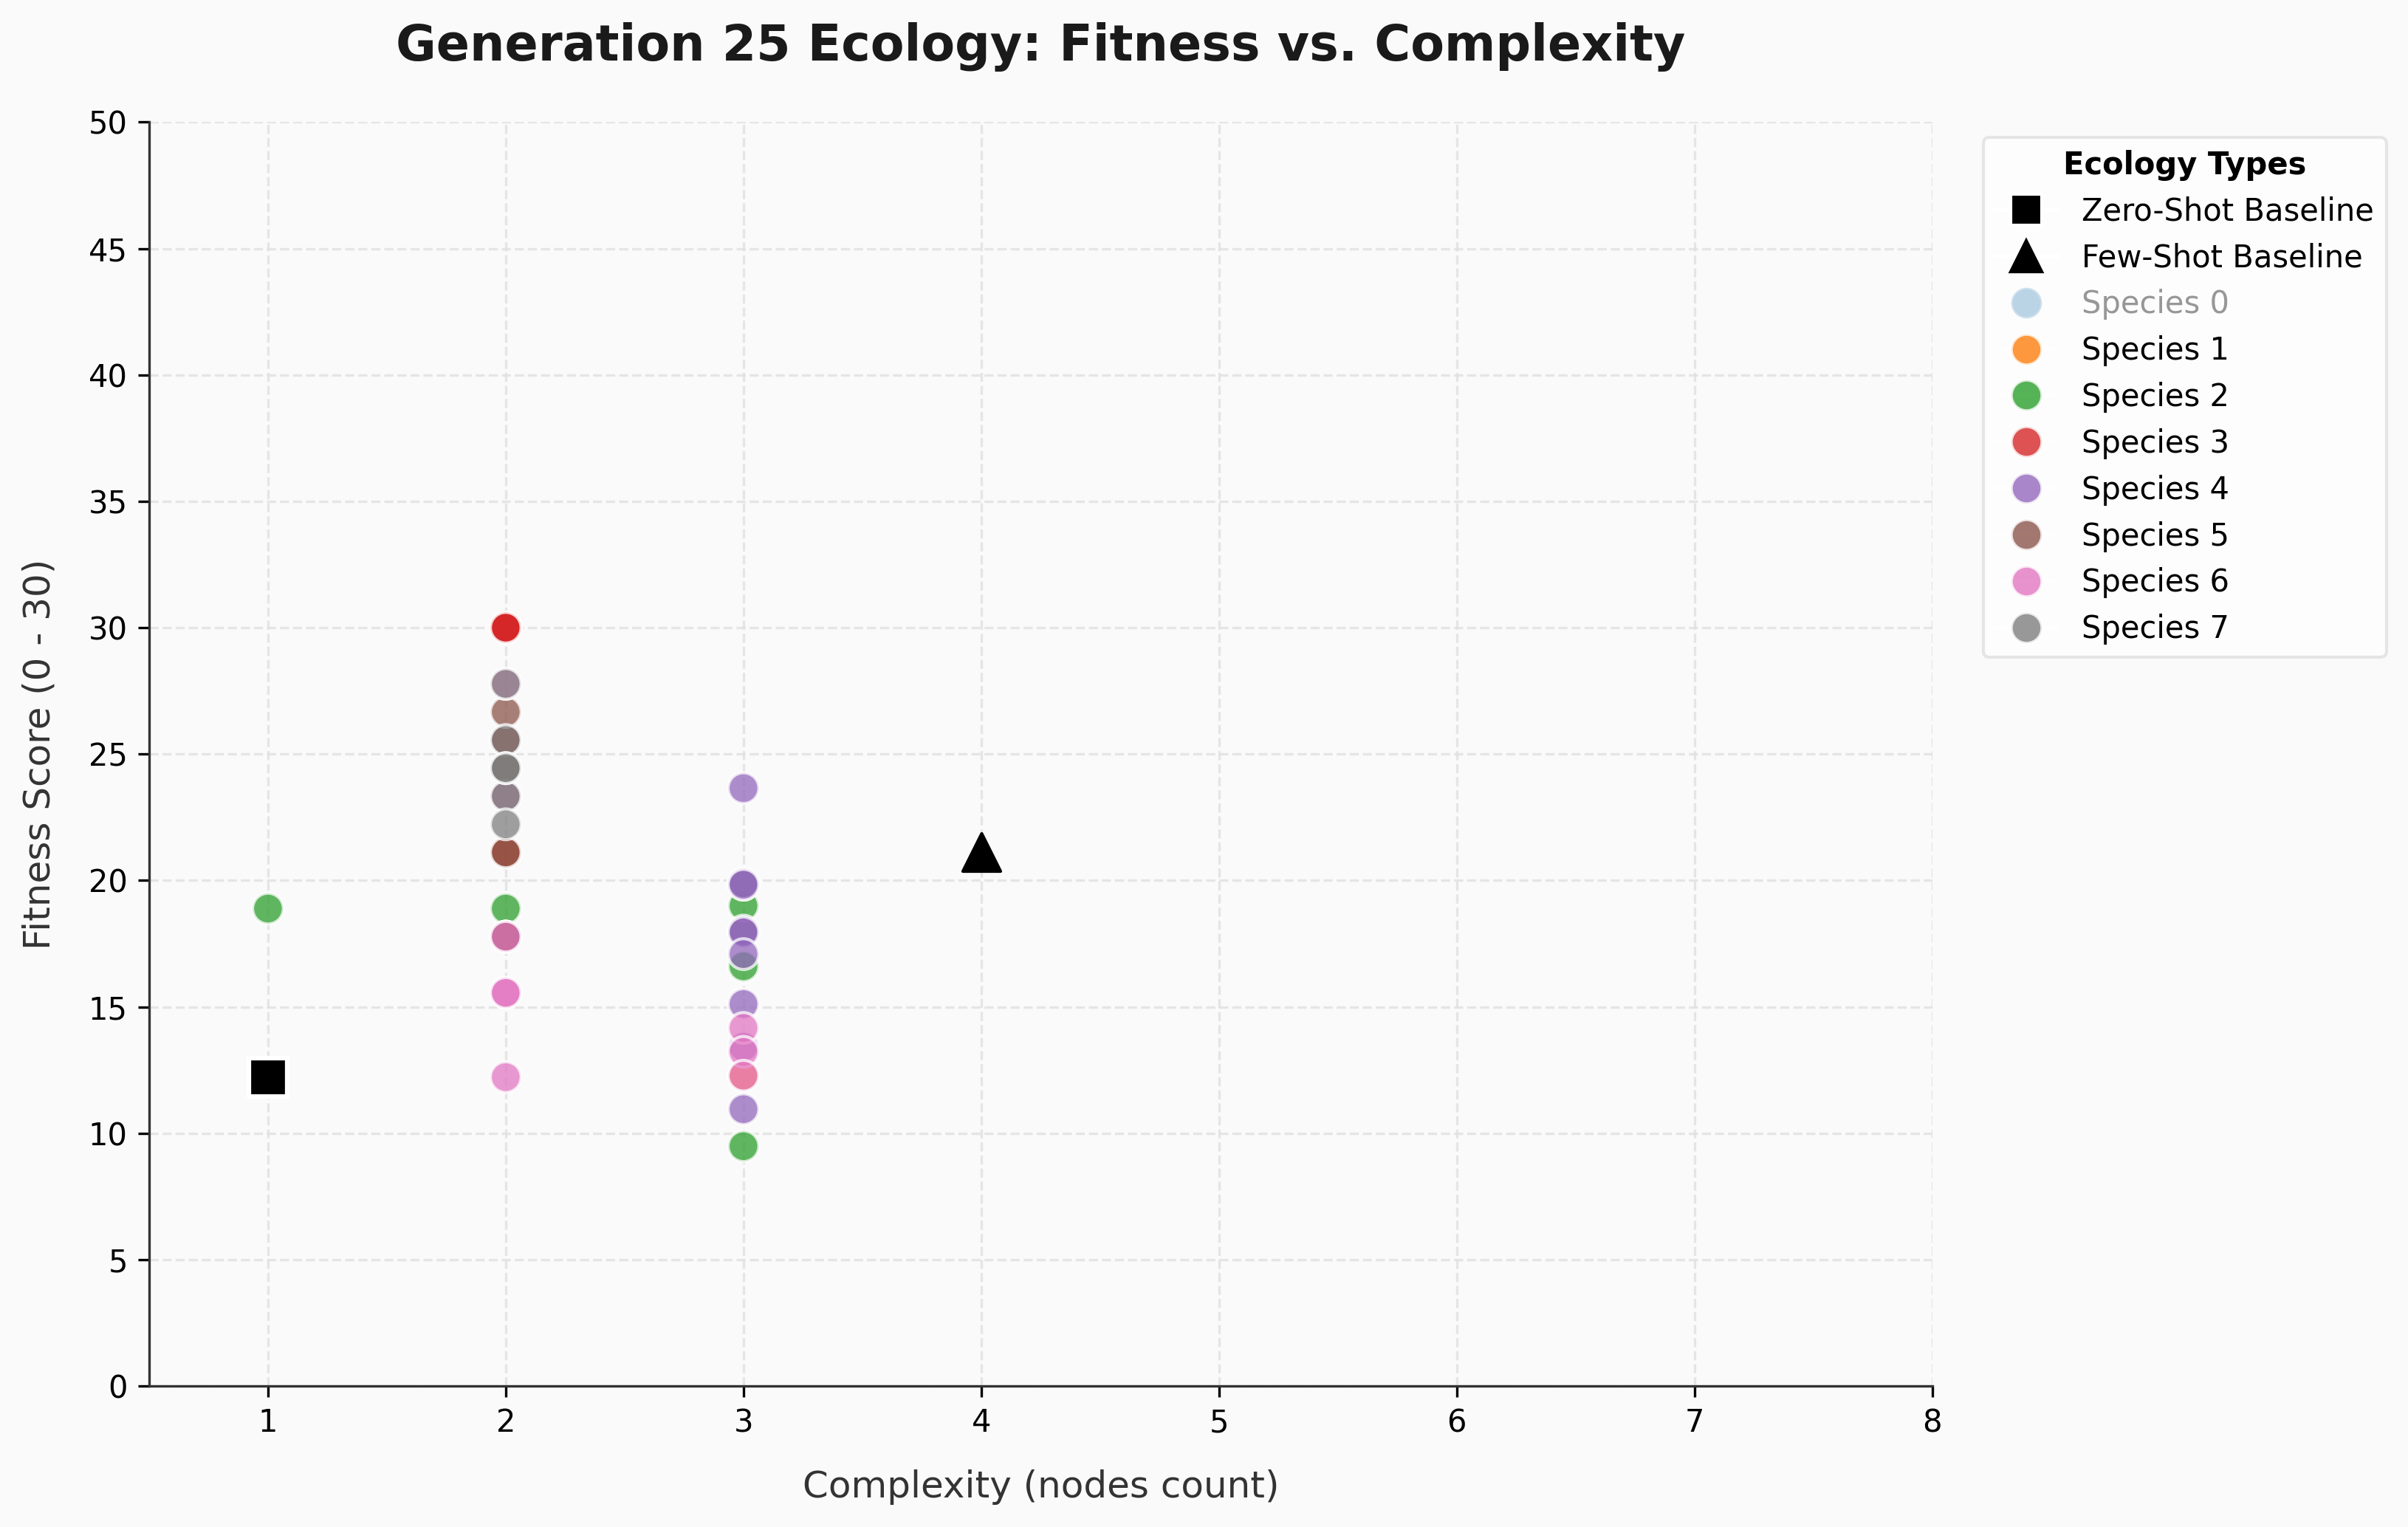 Generation 25 Ecology: Fitness vs. Complexity
50
45
40
35
30
25
20
15
10
5
0
Fitness Score (0 - 30)
1 2 3 4 5 6 7 8
Complexity (nodes count)
Ecology Types
Zero-Shot Baseline
Few-Shot Baseline
Species 0
Species 1
Species 2
Species 3
Species 4
Species 5
Species 6
Species 7